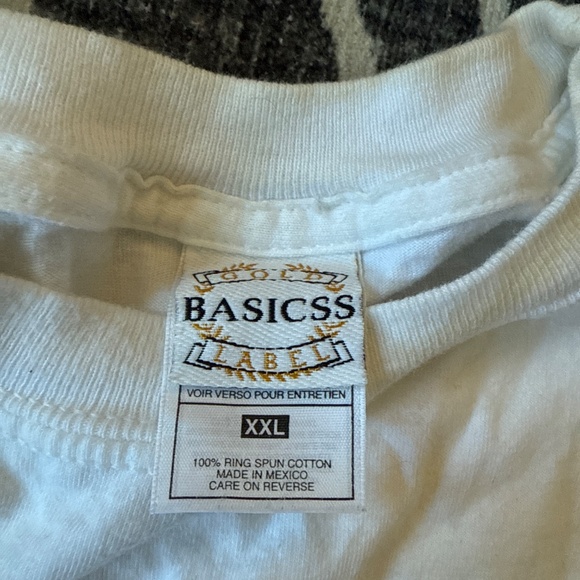 GOLD
BASICSS
LABEL
VOIR VERSO POUR ENTRETIEN
XXL
100% RING SPUN COTTON
MADE IN MEXICO
CARE ON REVERSE